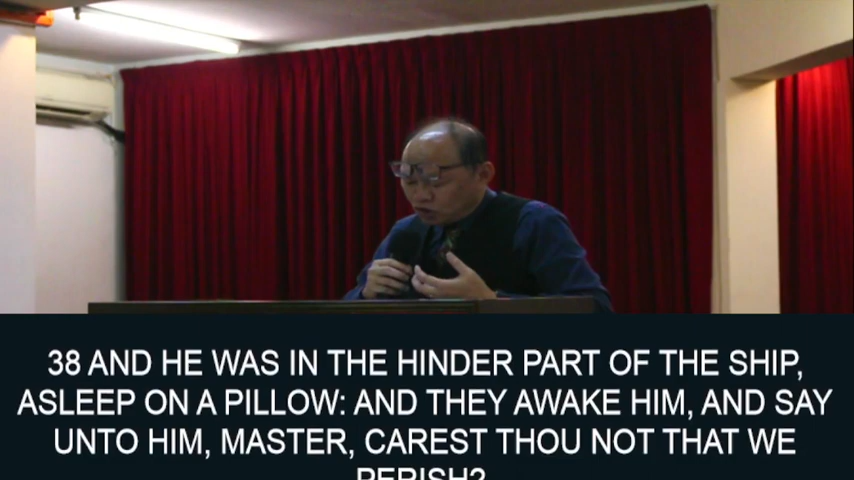 38 AND HE WAS IN THE HINDER PART OF THE SHIP,
ASLEEP ON A PILLOW: AND THEY AWAKE HIM, AND SAY
UNTO HIM, MASTER, CAREST THOU NOT THAT WE
PERISH?